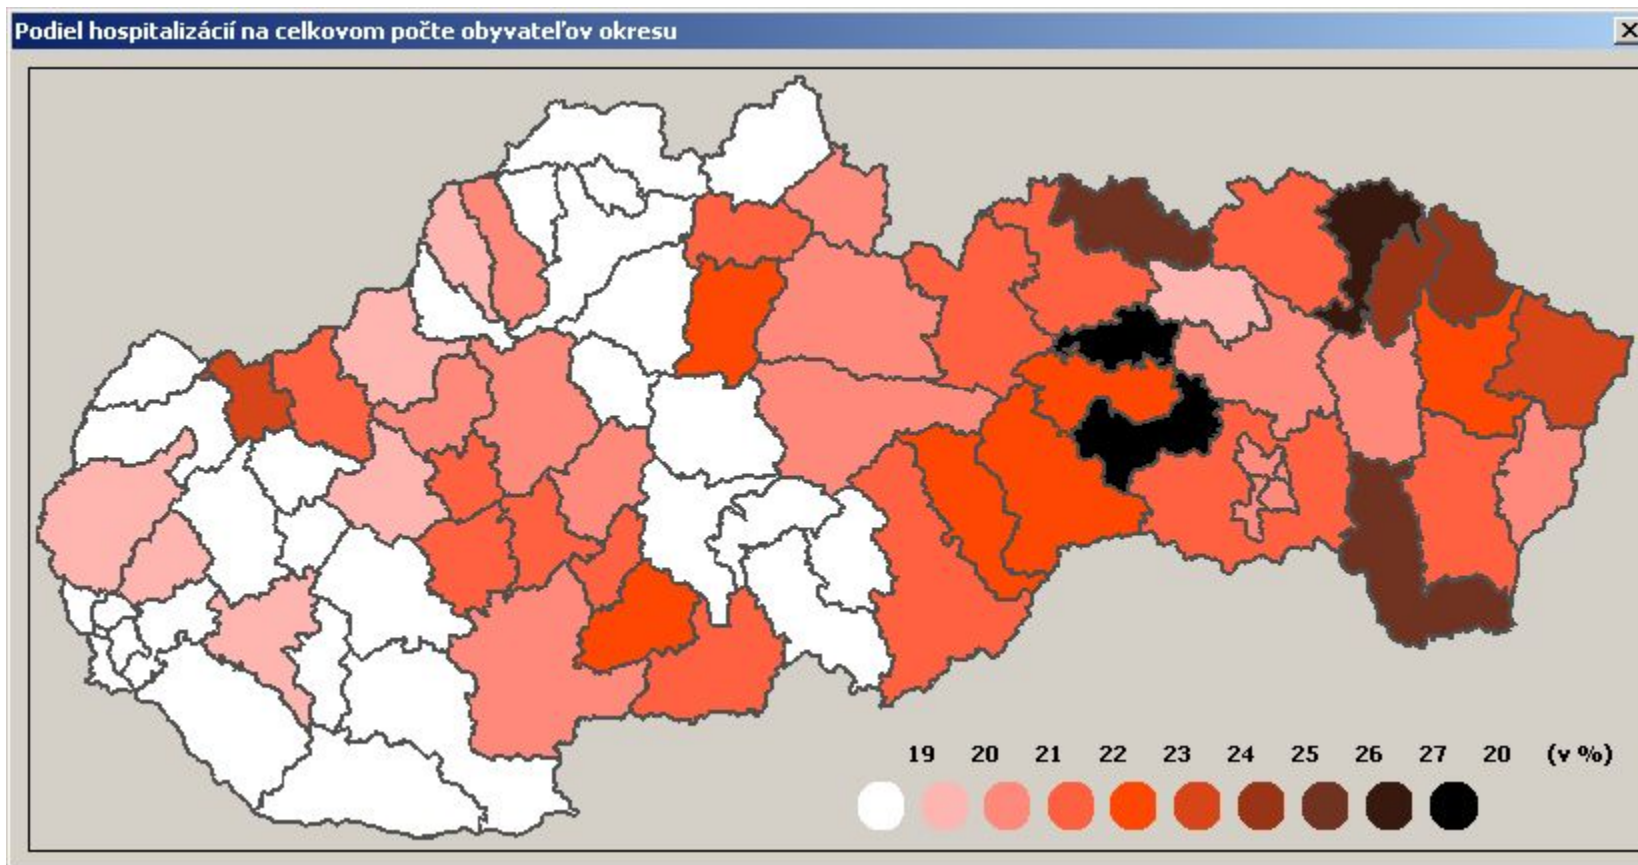 Podiel hospitalizácií na celkovom počte obyvateľov okresu
19 20 21 22 23 24 25 26 27 20 (v %)